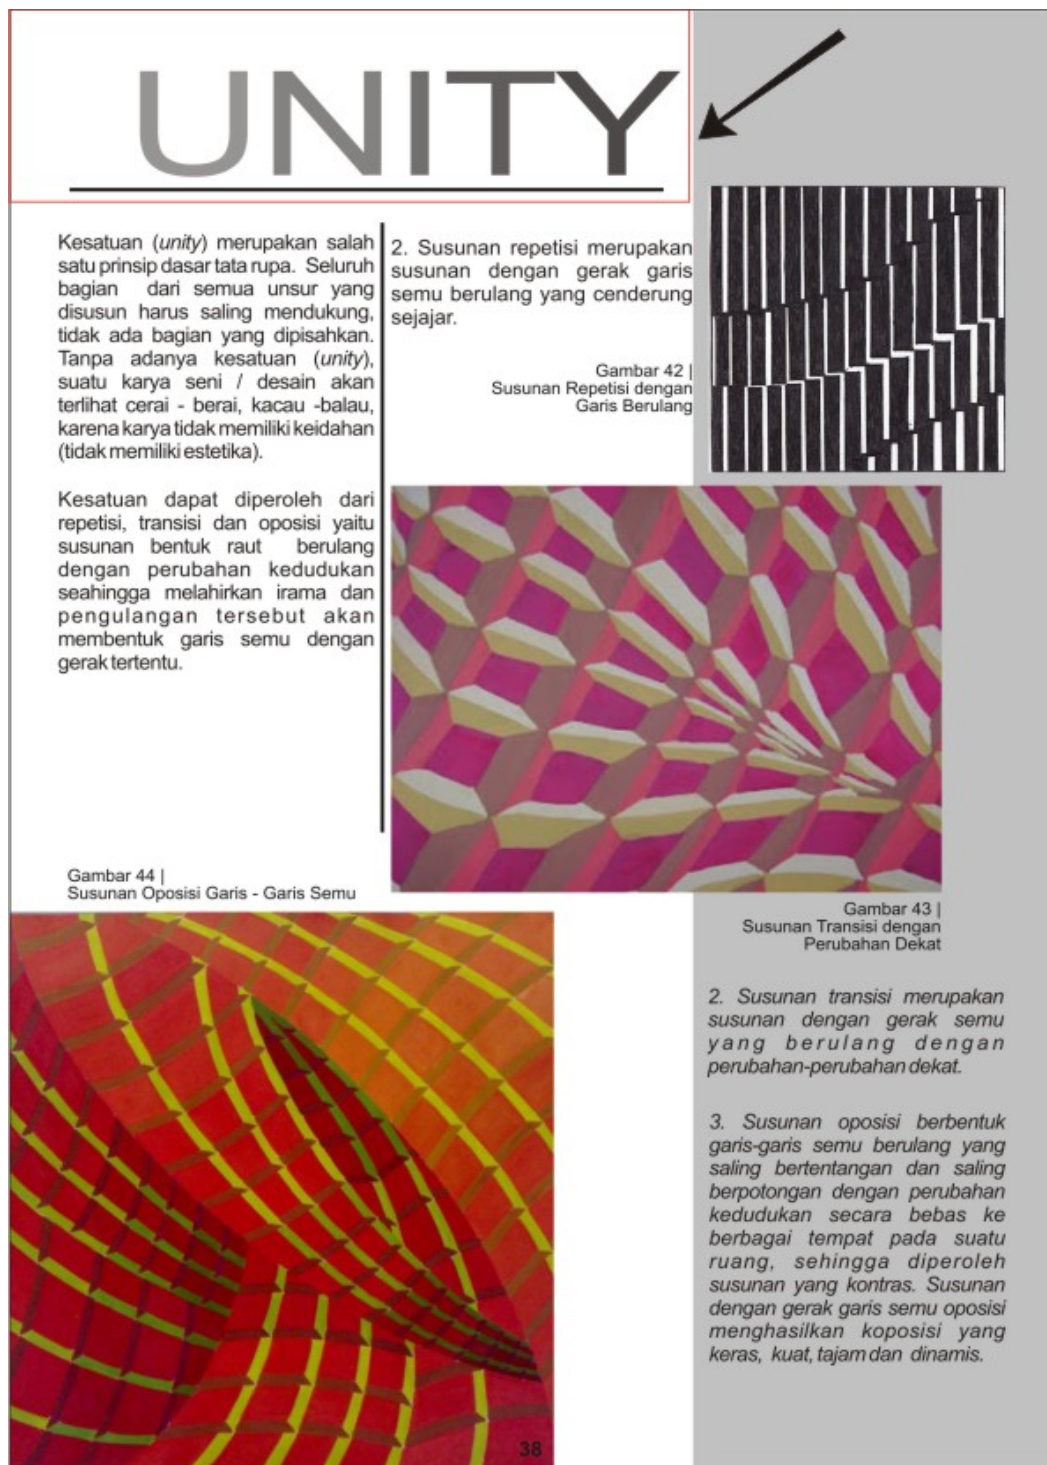 UNITY
Kesatuan (unity) merupakan salah
satu prinsip dasar tata rupa. Seluruh
bagian dari semua unsur yang
disusun harus saling mendukung,
tidak ada bagian yang dipisahkan.
Tanpa adanya kesatuan (unity),
suatu karya seni / desain akan
terlihat cerai - berai, kacau -balau,
karena karya tidak memiliki keidahan
(tidak memiliki estetika).
Kesatuan dapat diperoleh dari
repetisi, transisi dan oposisi yaitu
susunan bentuk raut berulang
dengan perubahan kedudukan
seahingga melahirkan irama dan
pengulangan tersebut akan
membentuk garis semu dengan
gerak tertentu.
2. Susunan repetisi merupakan
susunan dengan gerak garis
semu berulang yang cenderung
sejajar.
Gambar 42 |
Susunan Repetisi dengan
Garis Berulang
Gambar 44 |
Susunan Oposisi Garis - Garis Semu
Gambar 43 |
Susunan Transisi dengan
Perubahan Dekat
2. Susunan transisi merupakan
susunan dengan gerak semu
yang berulang dengan
perubahan-perubahan dekat.
3. Susunan oposisi berbentuk
garis-garis semu berulang yang
saling bertentangan dan saling
berpotongan dengan perubahan
kedudukan secara bebas ke
berbagai tempat pada suatu
ruang, sehingga diperoleh
susunan yang kontras. Susunan
dengan gerak garis semu oposisi
menghasilkan koposisi yang
keras, kuat, tajam dan dinamis.
38